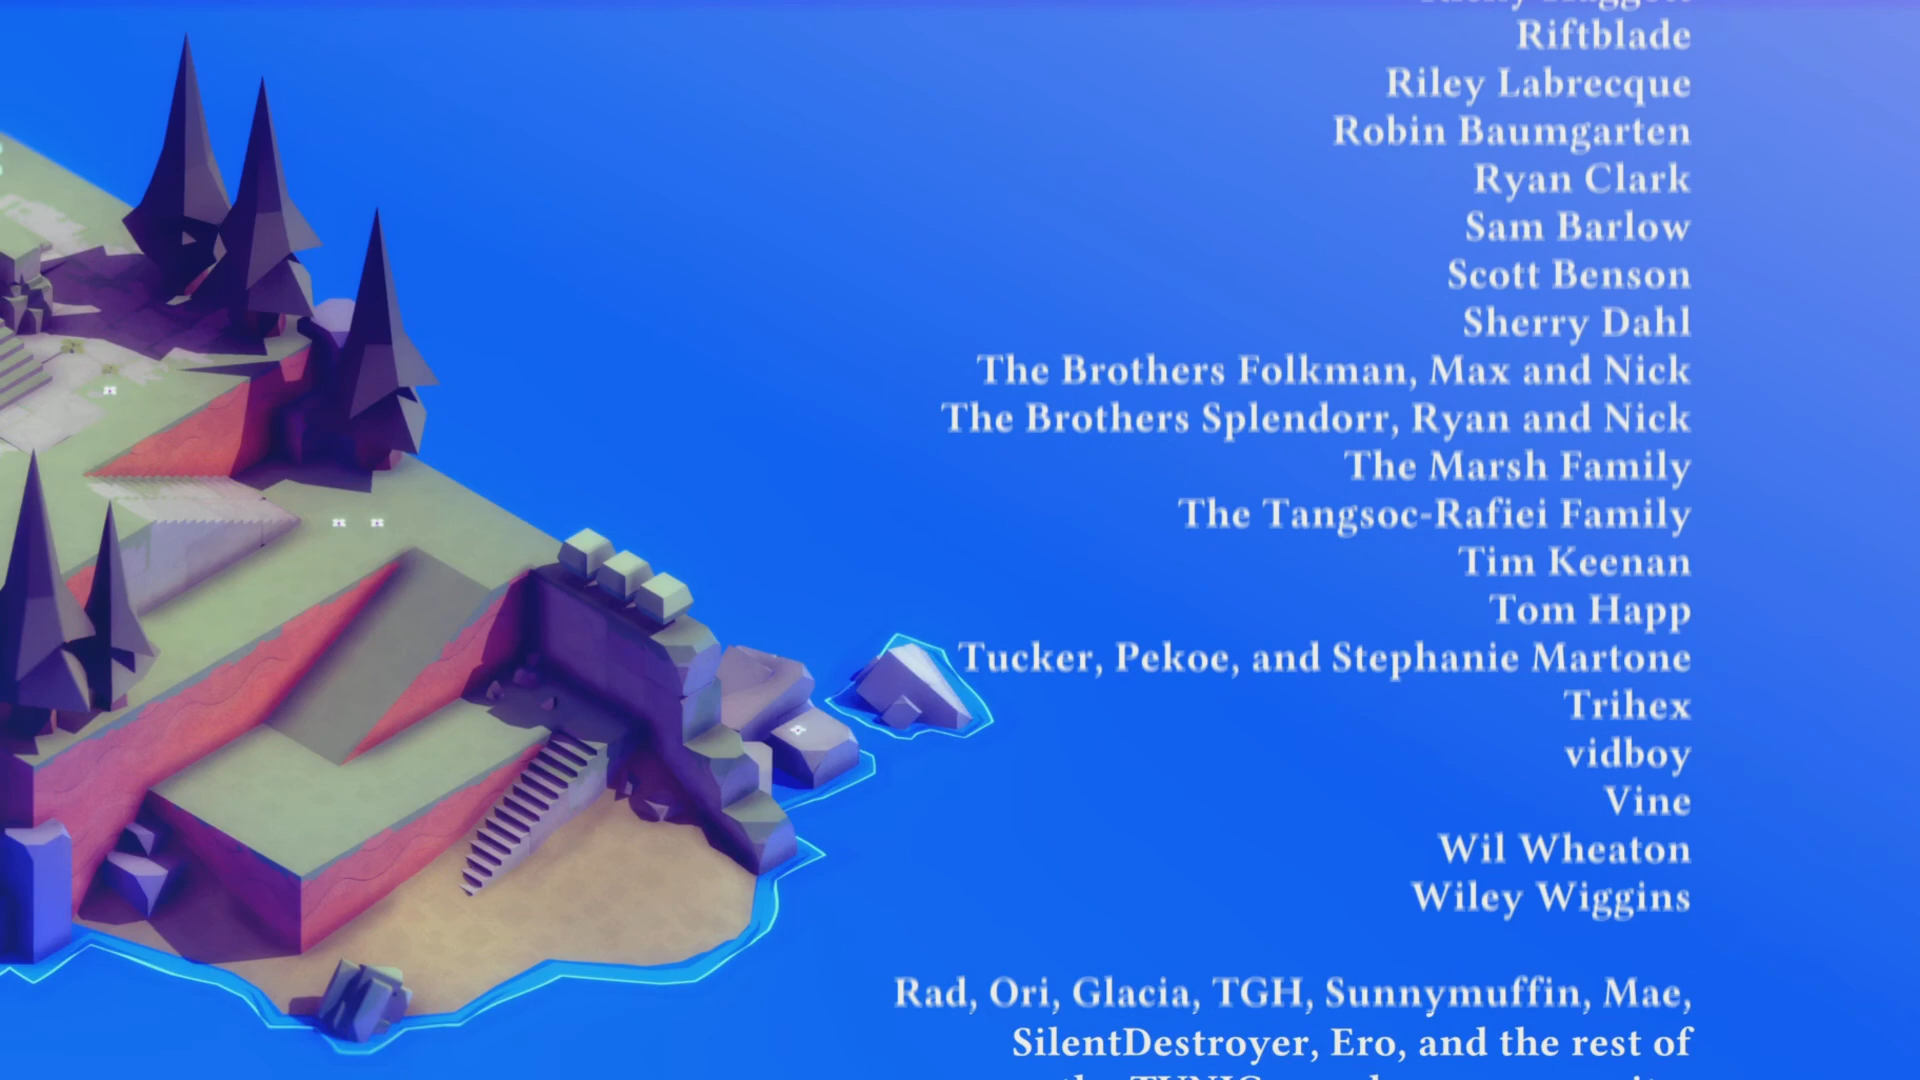 Riftblade
Riley Labrecque
Robin Baumgarten
Ryan Clark
Sam Barlow
Scott Benson
Sherry Dahl
The Brothers Folkman, Max and Nick
The Brothers Splendorr, Ryan and Nick
The Marsh Family
The Tangsoc-Rafiei Family
Tim Keenan
Tom Happ
Tucker, Pekoe, and Stephanie Martone
Trihex
vidboy
Vine
Wil Wheaton
Wiley Wiggins
Rad, Ori, Glacia, TGH, Sunnymuffin, Mae,
SilentDestroyer, Ero, and the rest of